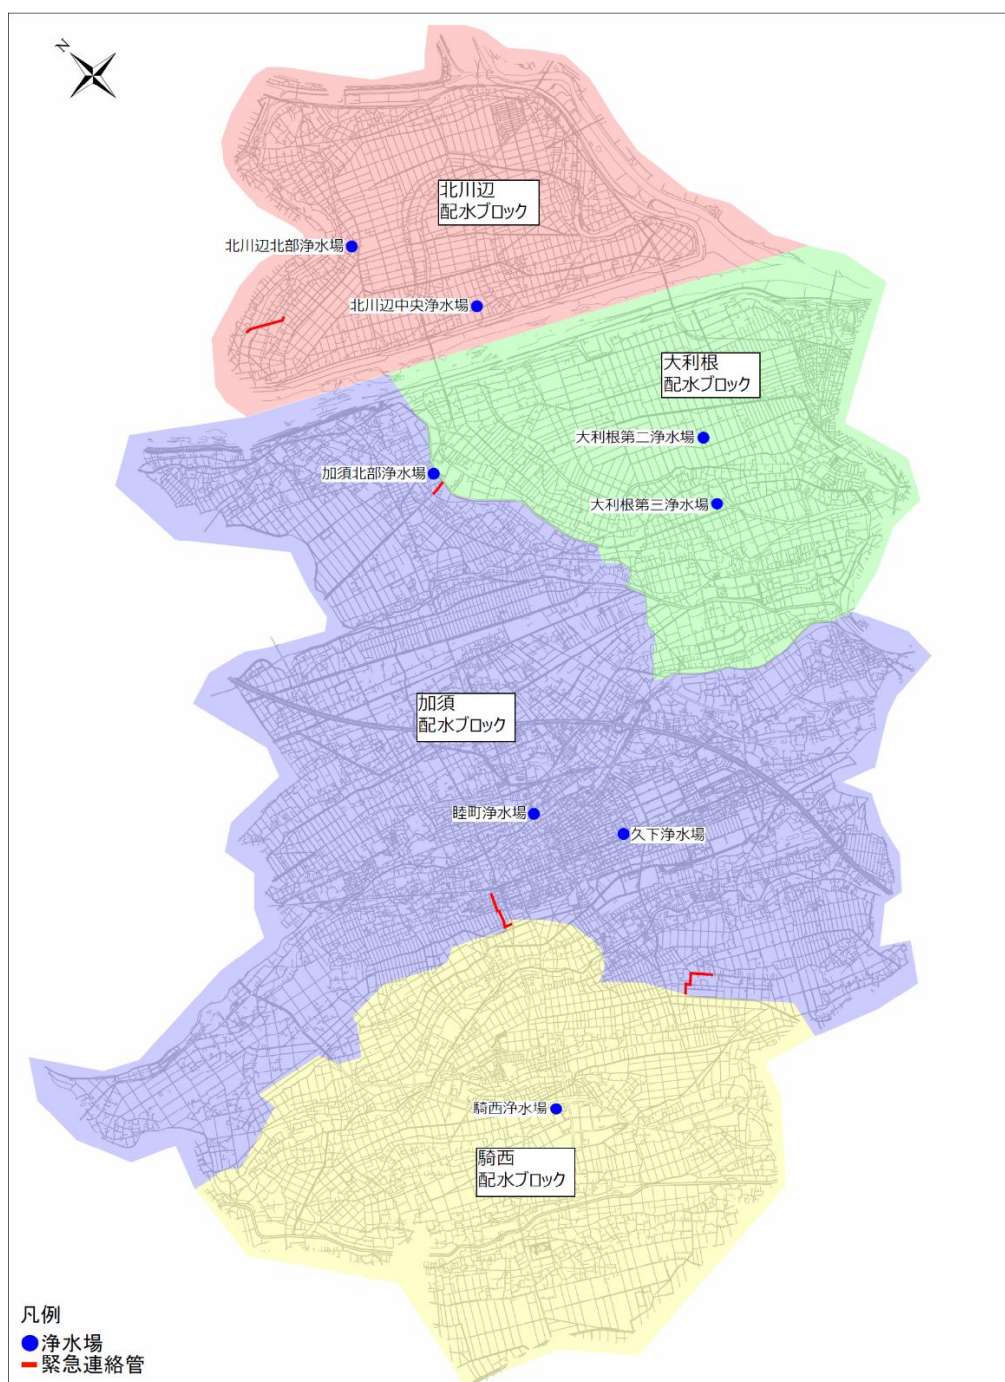 N
北川辺
配水ブロック
北川辺北部浄水場
北川辺中央浄水場
大利根
配水ブロック
大利根第二浄水場
加須北部浄水場
大利根第三浄水場
加須
配水ブロック
睦町浄水場
久下浄水場
騎西浄水場
騎西
配水ブロック
凡例
浄水場
緊急連絡管